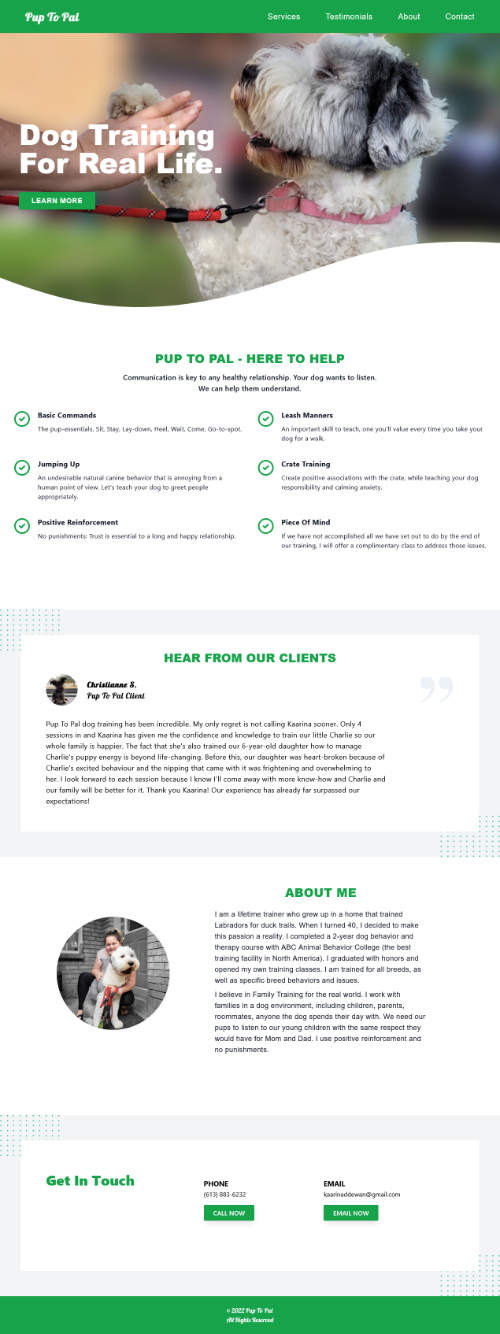 Pup To Pal
Services Testimonials About Contact
Dog Training
For Real Life.
LEARN MORE
PUP TO PAL - HERE TO HELP
Communication is key to any healthy relationship. Your dog wants to listen.
We can help them understand.
Basic Commands
The pup-essentials. Sit, Stay, Lay-down, Heel, Wait, Come, Go-to-spot.
Leash Manners
An important skill to teach, one you'll value every time you take your
dog for a walk.
Jumping Up
An undesirable natural canine behavior that is annoying from a
human point of view. Let's teach your dog to greet people
appropriately.
Crate Training
Create positive associations with the crate, while teaching your dog
responsibility and calming anxiety.
Positive Reinforcement
No punishments: Trust is essential to a long and happy relationship.
Piece Of Mind
If we have not accomplished all we have set out to do by the end of
our training, I will offer a complimentary class to address those issues.
HEAR FROM OUR CLIENTS
Christianne S.
Pup To Pal Client
Pup To Pal dog training has been incredible. My only regret is not calling Kaarina sooner. Only 4
sessions in and Kaarina has given me the confidence and knowledge to train our little Charlie so our
whole family is happier. The fact that she's also trained our 6-year-old daughter how to manage
Charlie's puppy energy is beyond life-changing. Before this, our daughter was heart-broken because of
Charlie's excited behaviour and the nipping that came with it was frightening and overwhelming to
her. I look forward to each session because I know I'll come away with more know-how and Charlie and
our family will be better for it. Thank you Kaarina! Our experience has already far surpassed our
expectations!
ABOUT ME
I am a lifetime trainer who grew up in a home that trained
Labradors for duck trails. When I turned 40, I decided to make
this passion a reality. I completed a 2-year dog behavior and
therapy course with ABC Animal Behavior College (the best
training facility in North America). I graduated with honors and
opened my own training classes. I am trained for all breeds, as
well as specific breed behaviors and issues.
I believe in Family Training for the real world. I work with
families in a dog environment, including children, parents,
roommates, anyone the dog spends their day with. We need our
pups to listen to our young children with the same respect they
would have for Mom and Dad. I use positive reinforcement and
no punishments.
Get In Touch
PHONE
(613) 883-6232
CALL NOW
EMAIL
kaarinaddewan@gmail.com
EMAIL NOW
© 2022 Pup To Pal
All Rights Reserved